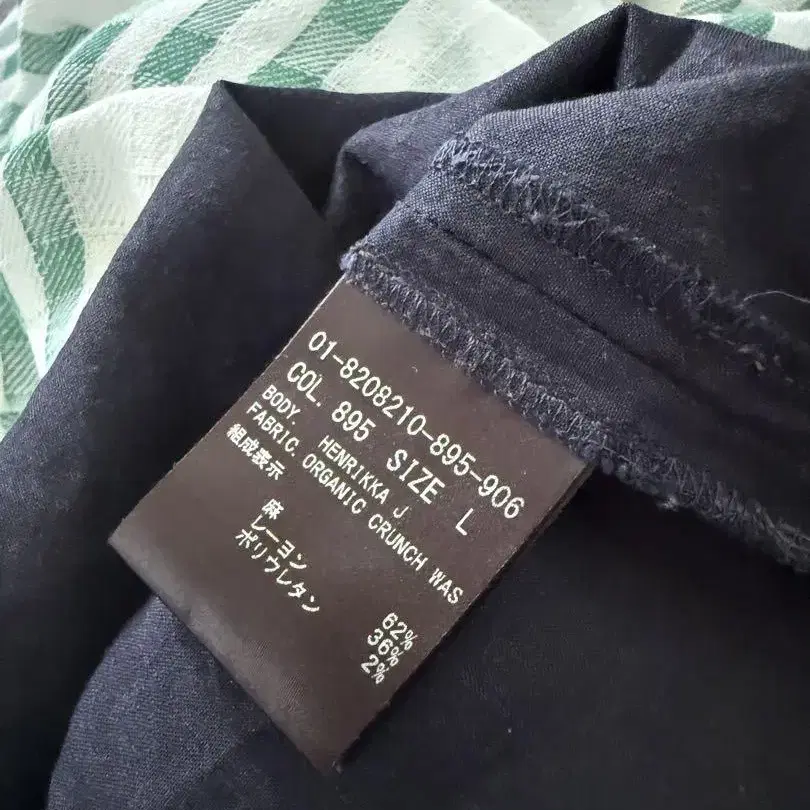 01-8208210-895-906
COL. 895 SIZE L
BODY. HENRIKKA J
FABRIC. ORGANIC CRUNCH WAS
組成表示
麻 62%
レーヨン 36%
ポリウレタン 2%